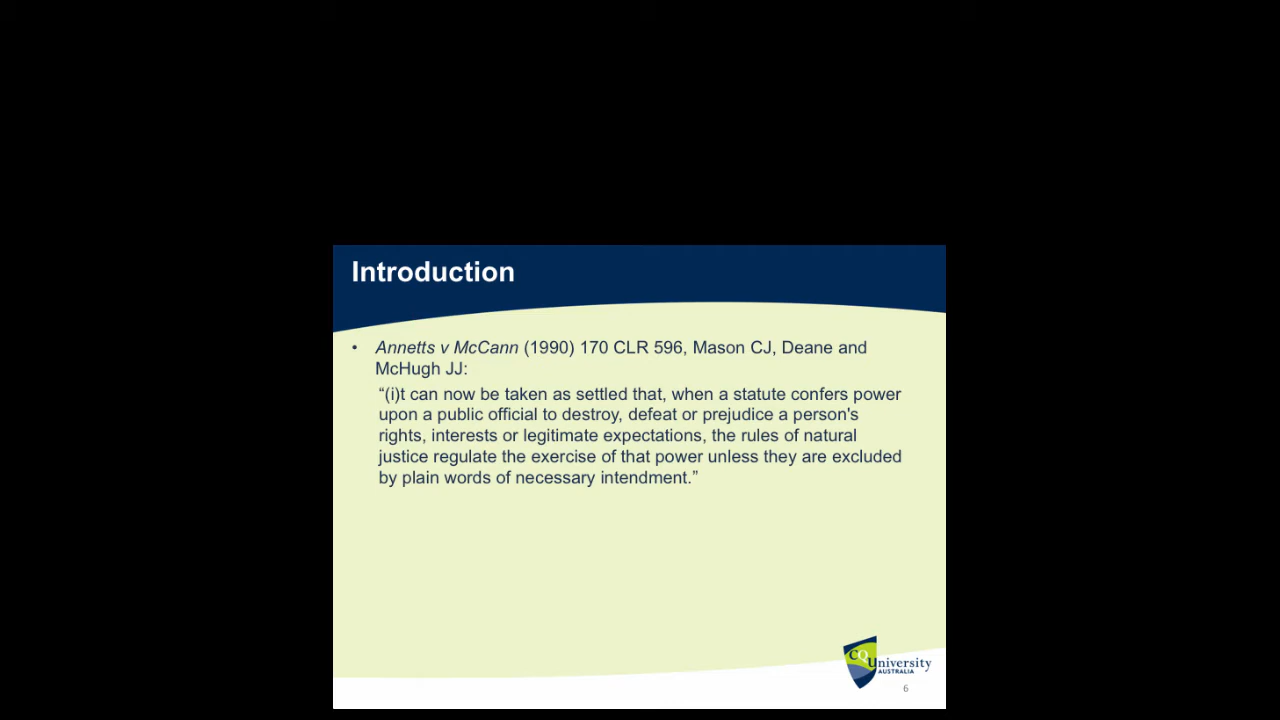 Introduction
• Annetts v McCann (1990) 170 CLR 596, Mason CJ, Deane and
McHugh JJ:
“(i)t can now be taken as settled that, when a statute confers power
upon a public official to destroy, defeat or prejudice a person's
rights, interests or legitimate expectations, the rules of natural
justice regulate the exercise of that power unless they are excluded
by plain words of necessary intendment.”
CQUniversity
AUSTRALIA
6